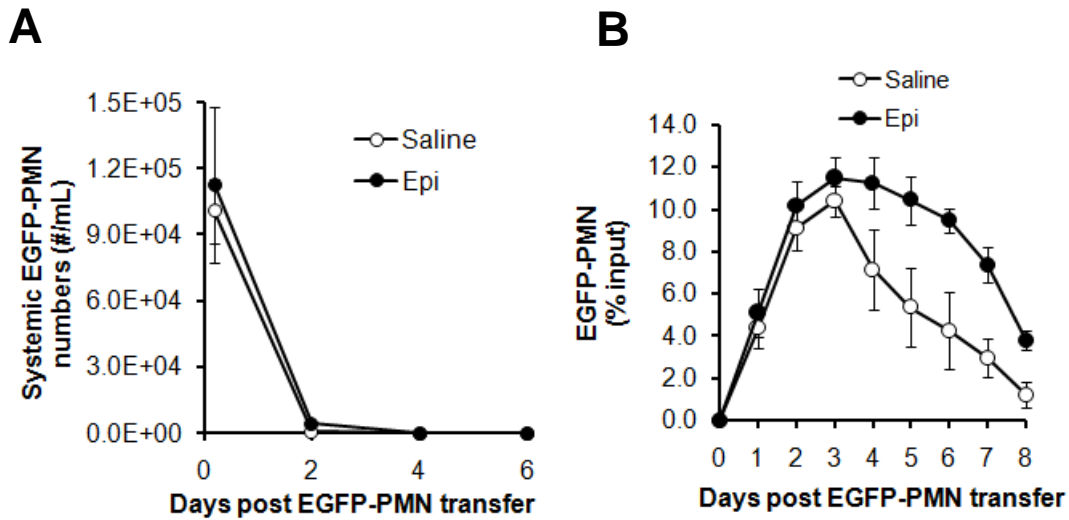 A
Systemic EGFP-PMN
numbers (#/mL)
1.5E+05
1.2E+05
9.0E+04
6.0E+04
3.0E+04
0.0E+00
Saline
Epi
0 2 4 6
Days post EGFP-PMN transfer
B
Saline
Epi
EGFP-PMN
(% input)
14.0
12.0
10.0
8.0
6.0
4.0
2.0
0.0
0 1 2 3 4 5 6 7 8
Days post EGFP-PMN transfer